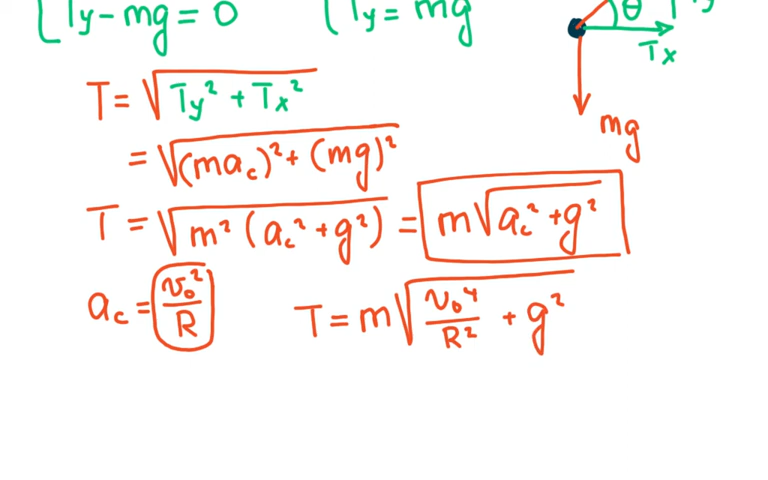 Ty - mg = 0 Ty = mg θ Ty
Tx
T = √(Ty² + Tx²)
mg
= √((mac)² + (mg)²)
T = √(m² (ac² + g²)) = m√(ac² + g²)
ac = v₀²/R T = m√(v₀⁴/R² + g²)